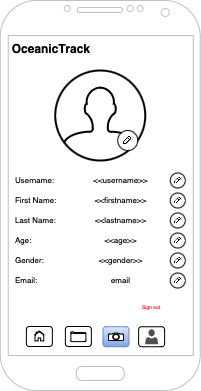 OceanicTrack
Username: <<username>>
First Name: <<firstname>>
Last Name: <<lastname>>
Age: <<age>>
Gender: <<gender>>
Email: email
Sign out